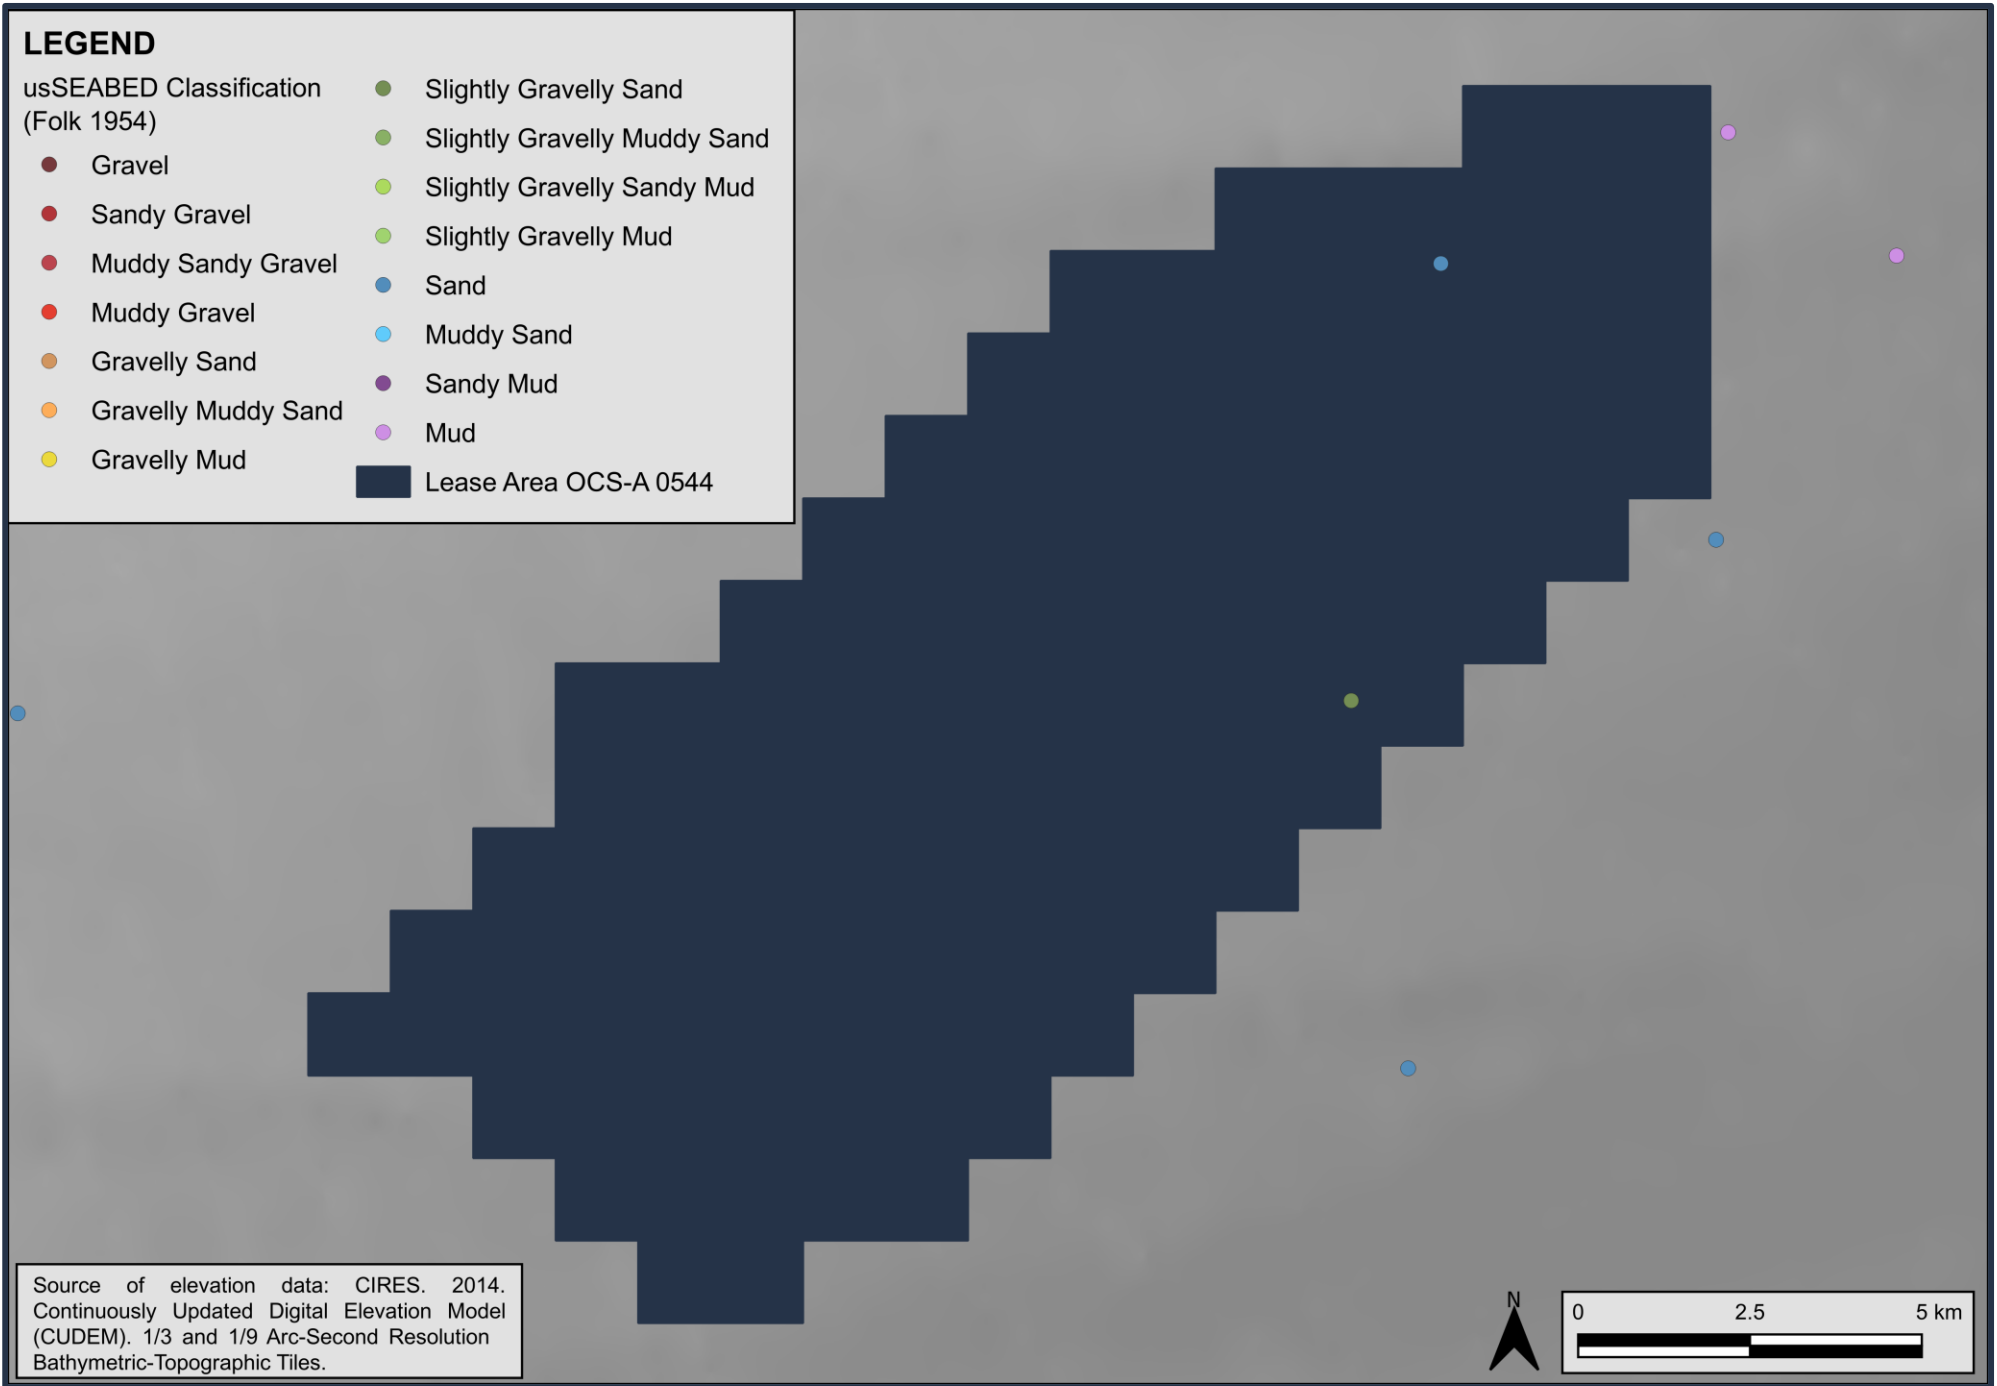 LEGEND
usSEABED Classification
(Folk 1954)
Gravel
Sandy Gravel
Muddy Sandy Gravel
Muddy Gravel
Gravelly Sand
Gravelly Muddy Sand
Gravelly Mud
Slightly Gravelly Sand
Slightly Gravelly Muddy Sand
Slightly Gravelly Sandy Mud
Slightly Gravelly Mud
Sand
Muddy Sand
Sandy Mud
Mud
Lease Area OCS-A 0544
Source of elevation data: CIRES. 2014.
Continuously Updated Digital Elevation Model
(CUDEM). 1/3 and 1/9 Arc-Second Resolution
Bathymetric-Topographic Tiles.
N
0 2.5 5 km